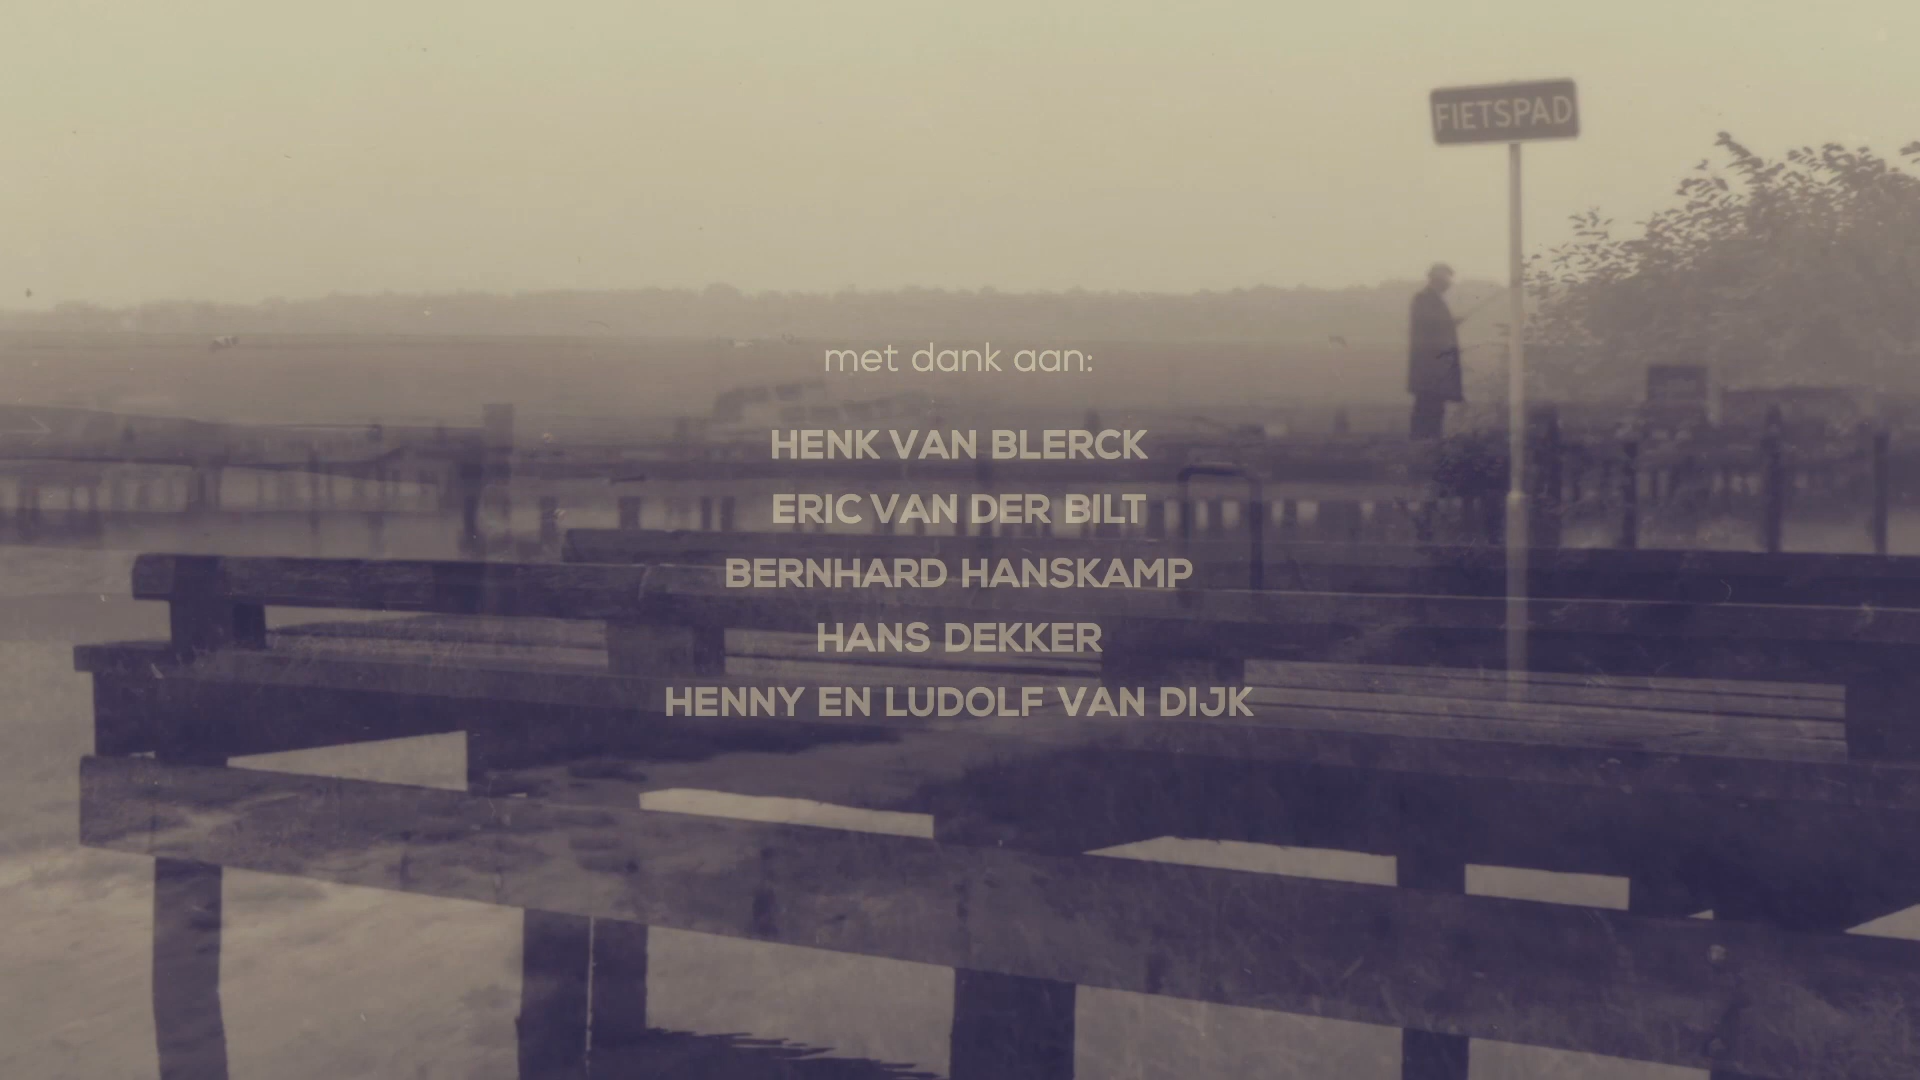 FIETSPAD
met dank aan:
HENK VAN BLERCK
ERIC VAN DER BILT
BERNHARD HANSKAMP
HANS DEKKER
HENNY EN LUDOLF VAN DIJK